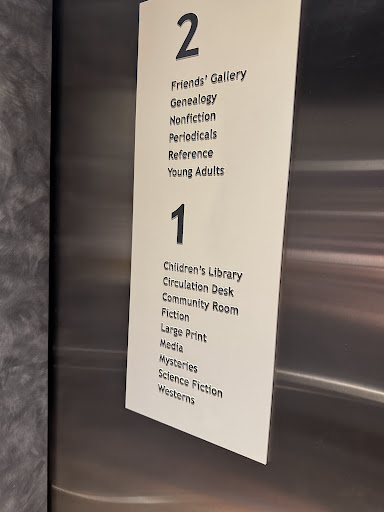 2
Friends' Gallery
Genealogy
Nonfiction
Periodicals
Reference
Young Adults
1
Children's Library
Circulation Desk
Community Room
Fiction
Large Print
Media
Mysteries
Science Fiction
Westerns